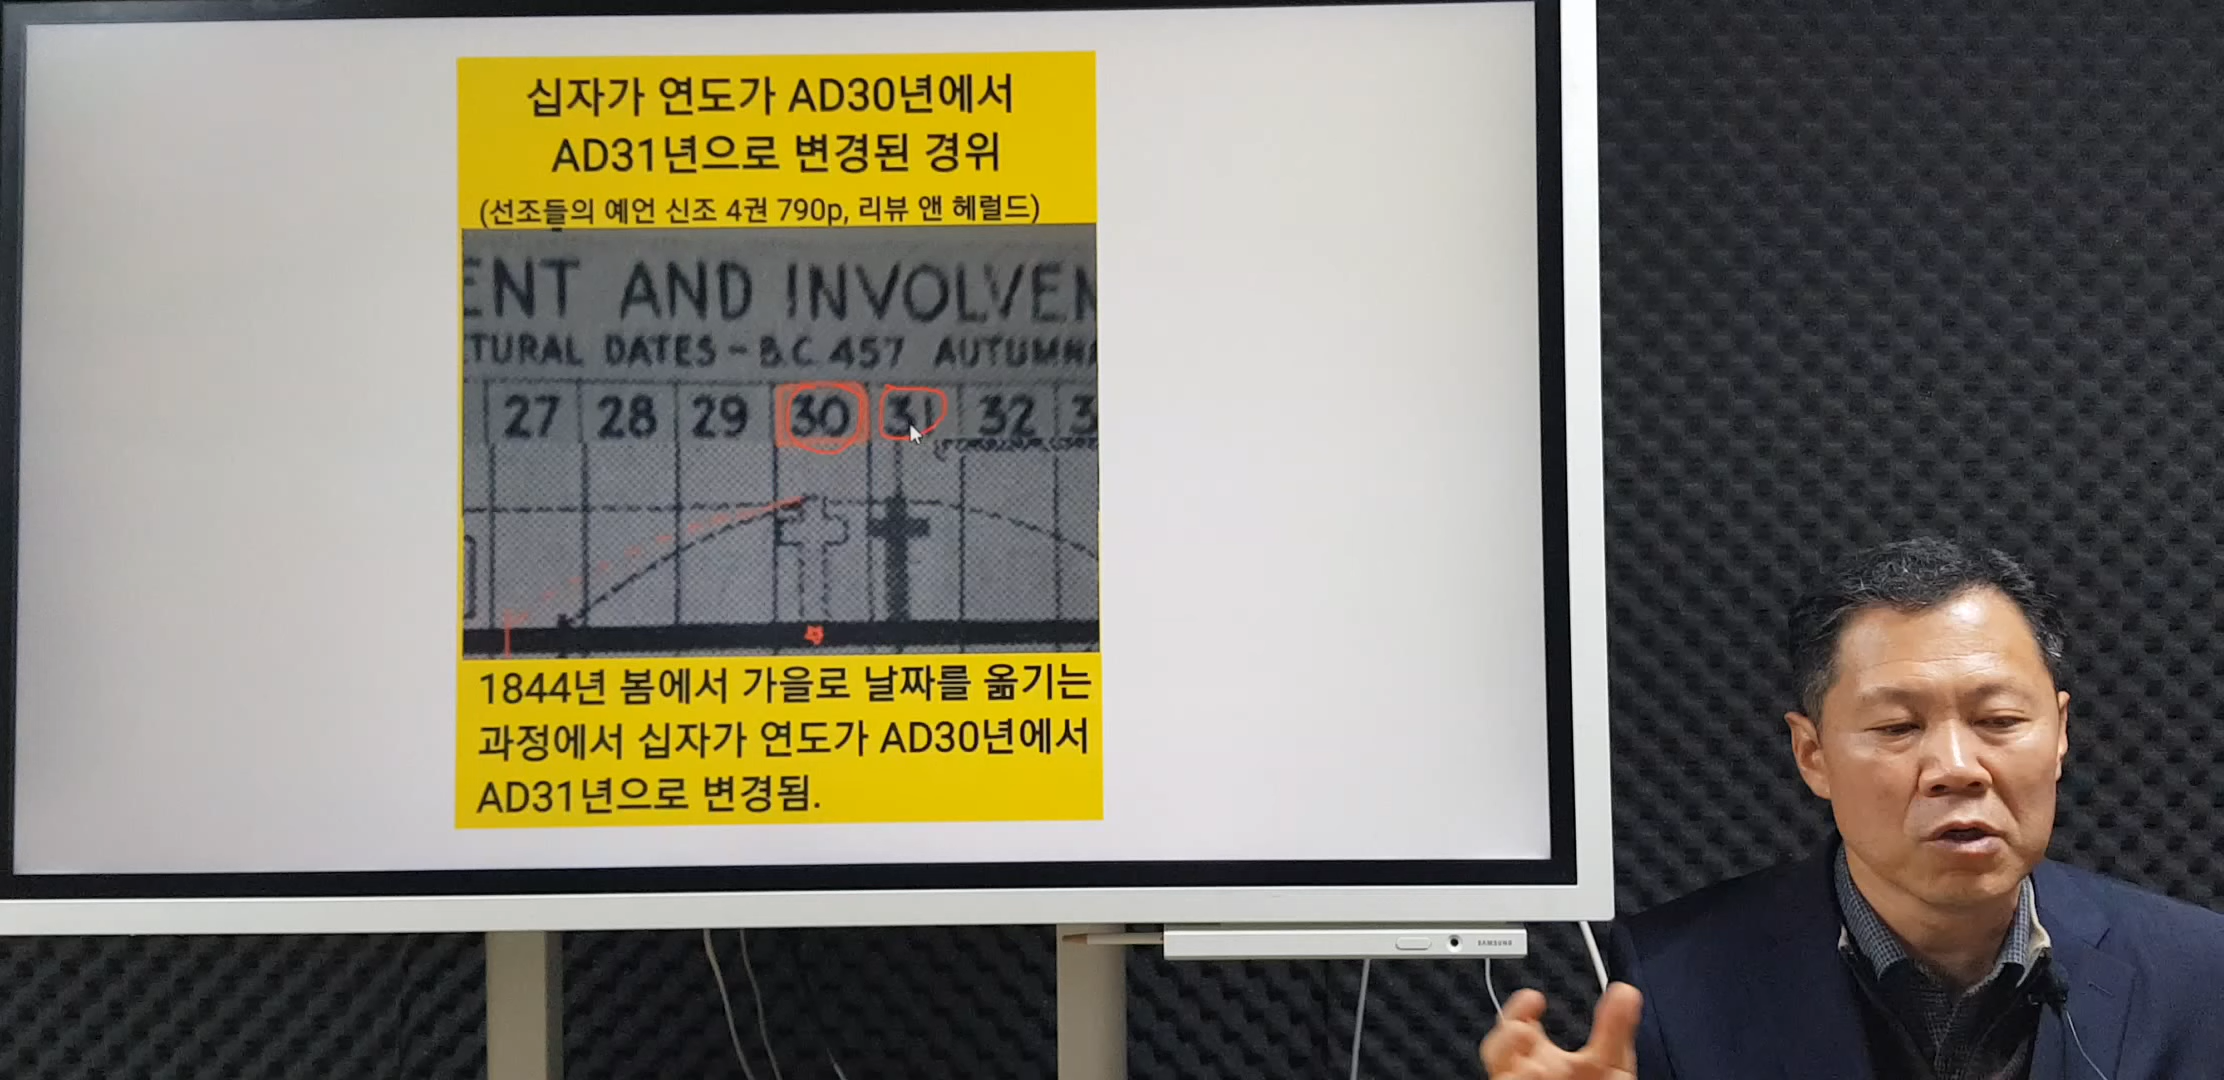 십자가 연도가 AD30년에서
AD31년으로 변경된 경위
(선조들의 예언 신조 4권 790p, 리뷰 앤 헤럴드)
ENT AND INVOLVEM
TURAL DATES - B.C. 457 AUTUMNA
27 28 29 30 31 32 3
1844년 봄에서 가을로 날짜를 옮기는
과정에서 십자가 연도가 AD30년에서
AD31년으로 변경됨.
SAMSUNG